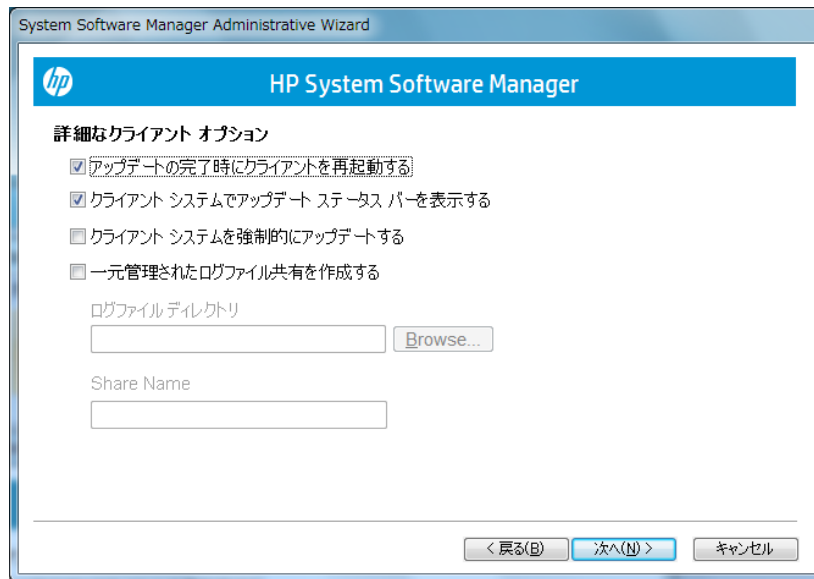 System Software Manager Administrative Wizard
hp HP System Software Manager
詳細なクライアント オプション
アップデートの完了時にクライアントを再起動する
クライアント システムでアップデート ステータス バーを表示する
クライアント システムを強制的にアップデートする
一元管理されたログファイル共有を作成する
ログファイル ディレクトリ
Browse...
Share Name
< 戻る(B) 次へ(N) > キャンセル